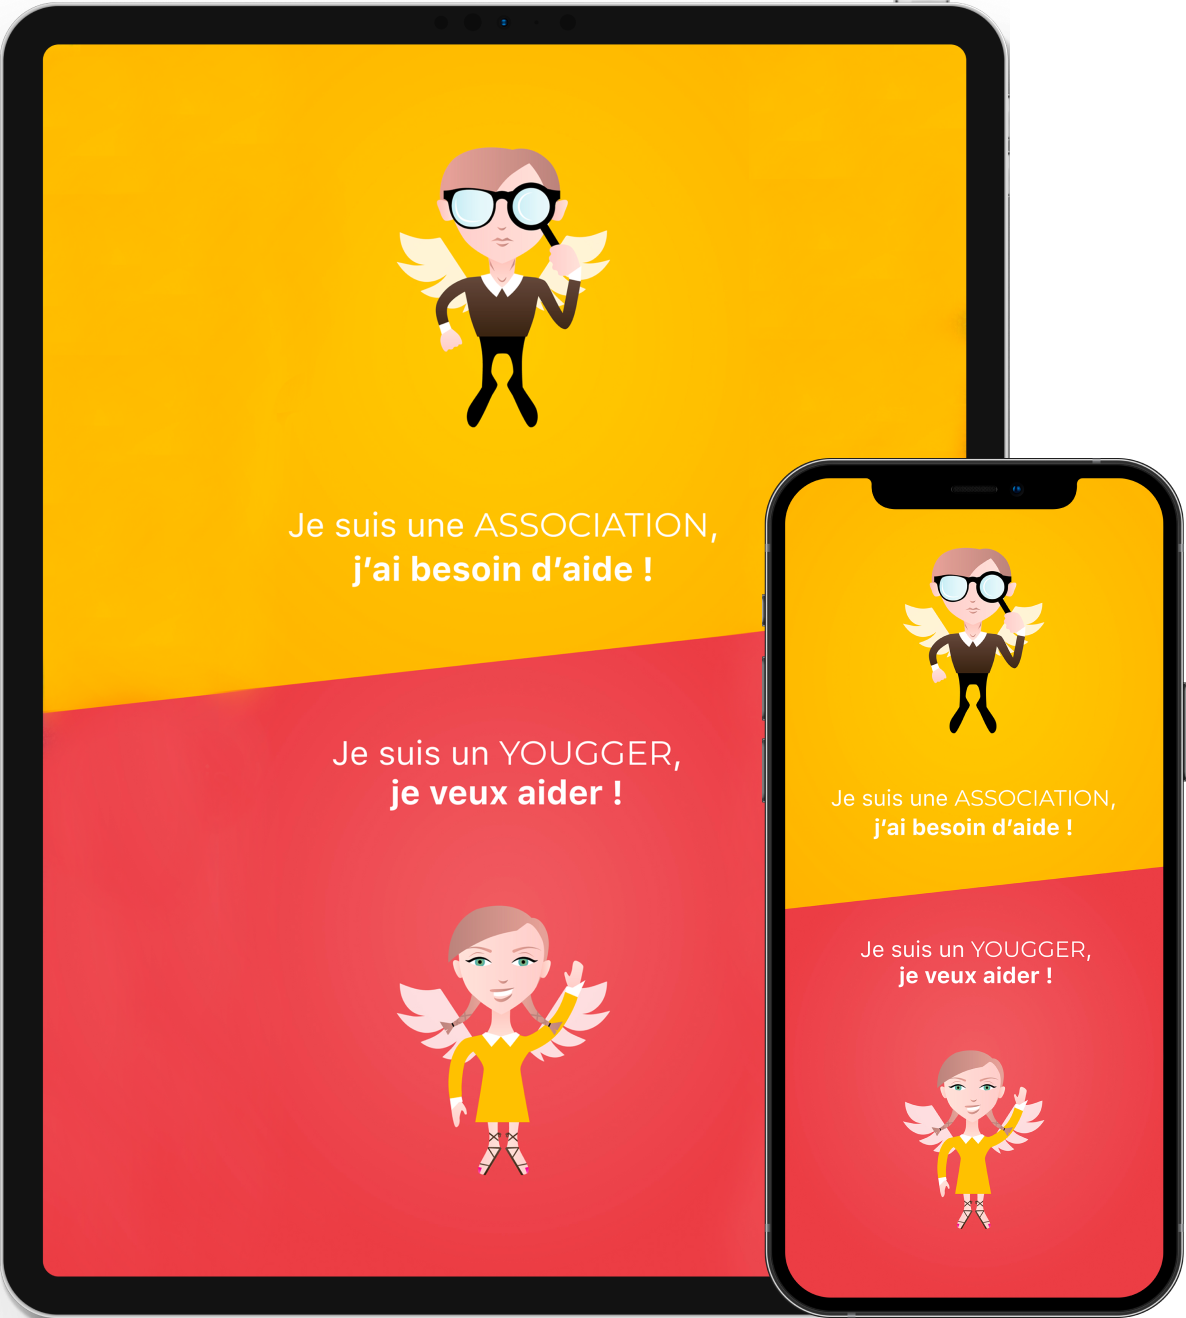 Je suis une ASSOCIATION,
j’ai besoin d’aide !
Je suis un YOUGGER,
je veux aider !
Je suis une ASSOCIATION,
j’ai besoin d’aide !
Je suis un YOUGGER,
je veux aider !